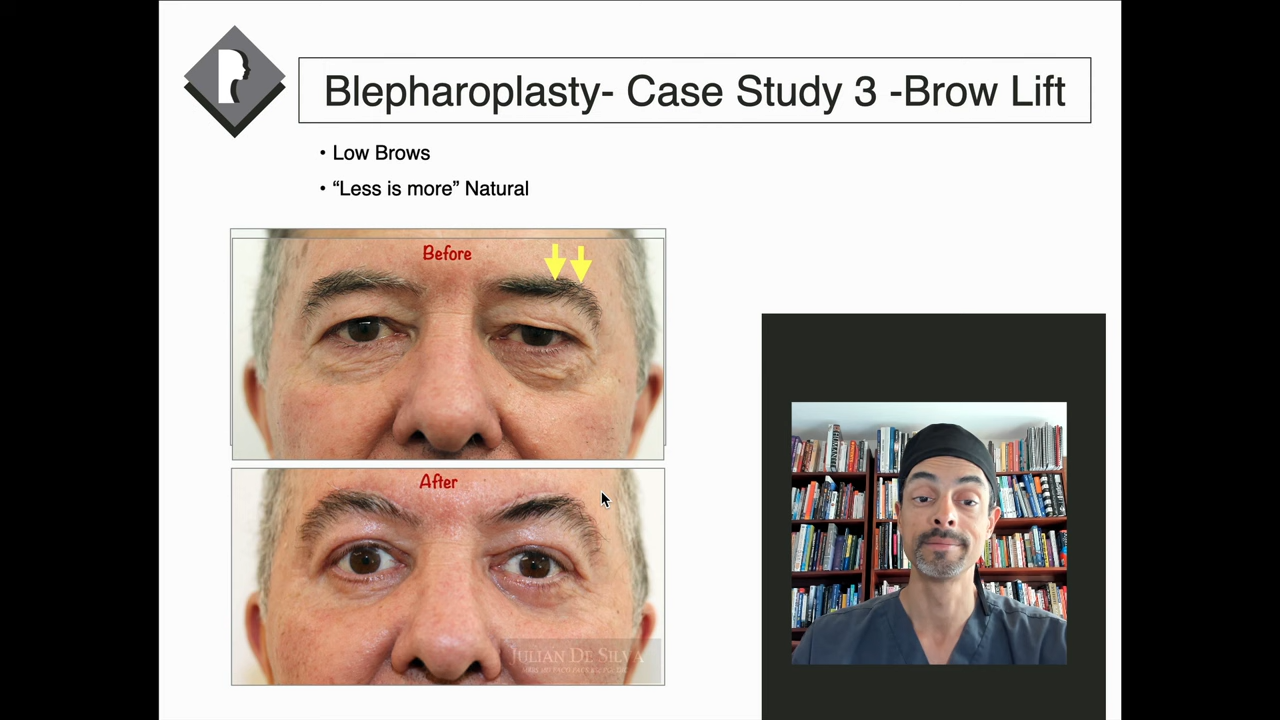 Blepharoplasty- Case Study 3 -Brow Lift
• Low Brows
• “Less is more” Natural
Before
After
JULIAN DE SILVA